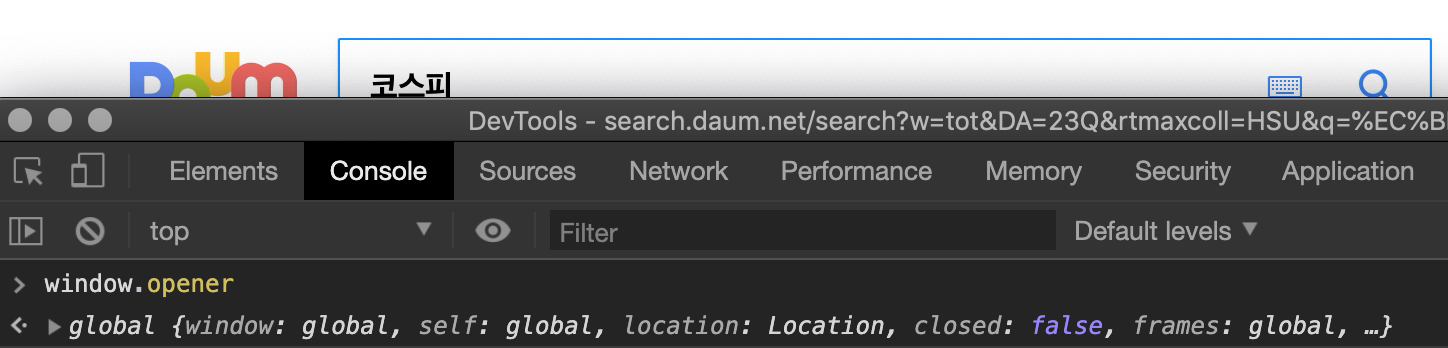 Daum
코스피
DevTools - search.daum.net/search?w=tot&DA=23Q&rtmaxcoll=HSU&q=%EC%B
Elements Console Sources Network Performance Memory Security Application
top Filter Default levels
> window.opener
<· ▶global {window: global, self: global, location: Location, closed: false, frames: global, …}